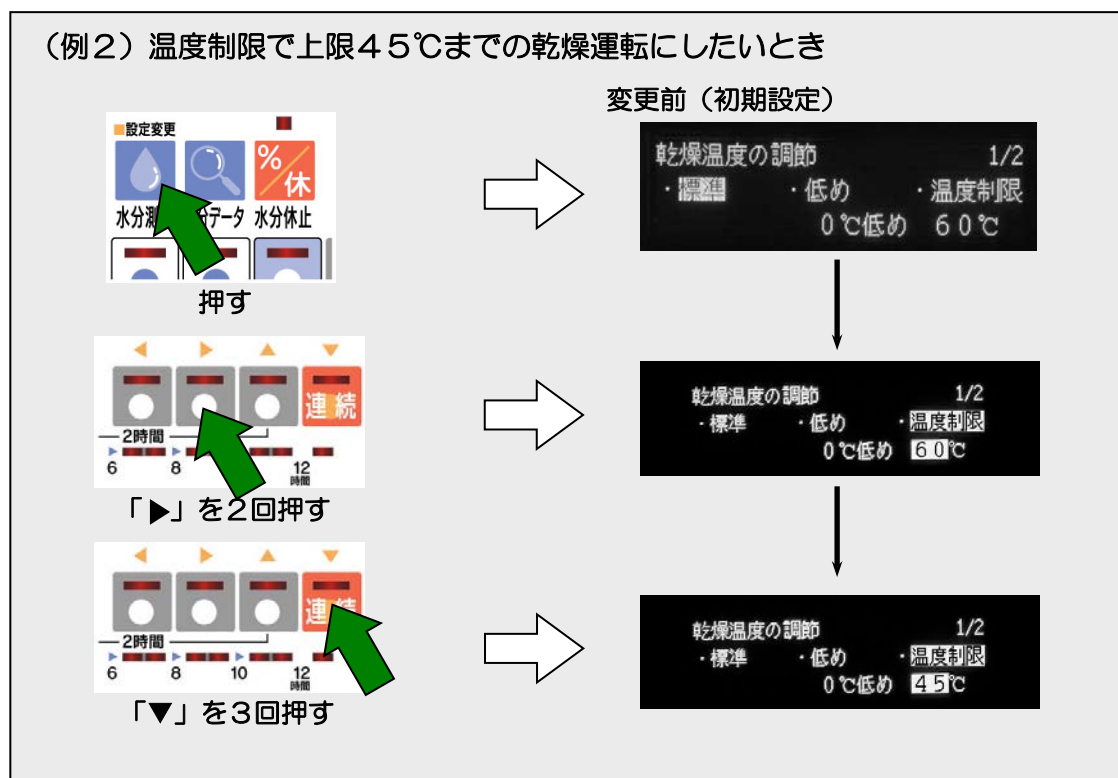 （例２）温度制限で上限４５℃までの乾燥運転にしたいとき
変更前（初期設定）
■設定変更
%/休
水分測
分データ
水分休止
押す
乾燥温度の調節 1/2
・標準 ・低め ・温度制限
０℃低め ６０℃
◀ ▶ ▲ ▼
連続
2時間
6 8 12
時間
「▶」を２回押す
乾燥温度の調節 1/2
・標準 ・低め ・温度制限
０℃低め ６０℃
◀ ▶ ▲ ▼
連続
2時間
6 8 10 12
時間
「▼」を３回押す
乾燥温度の調節 1/2
・標準 ・低め ・温度制限
０℃低め ４５℃